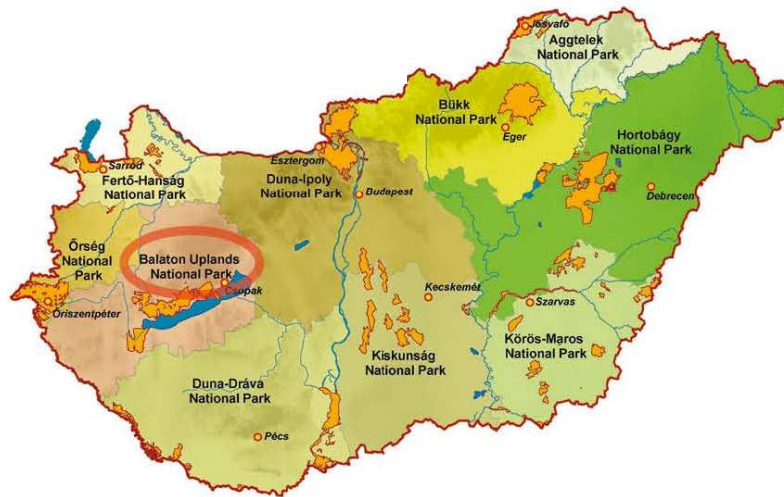 Jósvafő
Aggtelek
National Park
Bükk
National Park
Eger
Hortobágy
National Park
Debrecen
Sarród
Fertő-Hanság
National Park
Esztergom
Duna-Ipoly
National Park
Budapest
Őrség
National
Park
Őriszentpéter
Balaton Uplands
National Park
Csopak
Kecskemét
Kiskunság
National Park
Szarvas
Körös-Maros
National Park
Duna-Dráva
National Park
Pécs